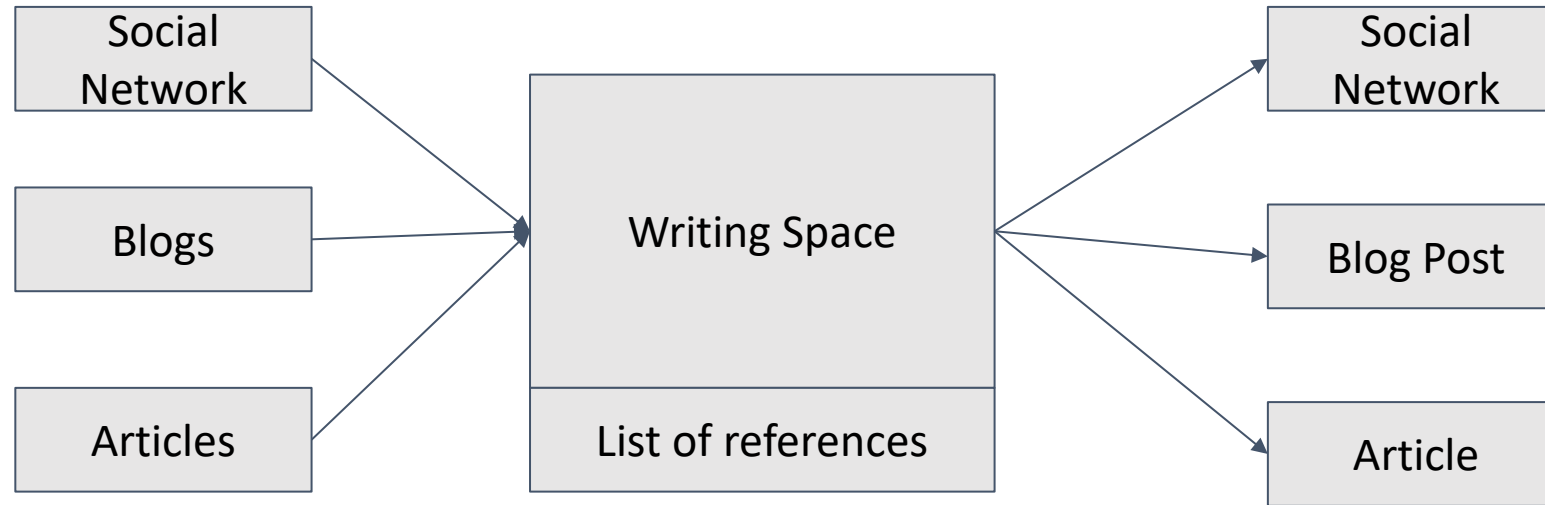 Social
Network
Blogs
Articles
Writing Space
List of references
Social
Network
Blog Post
Article